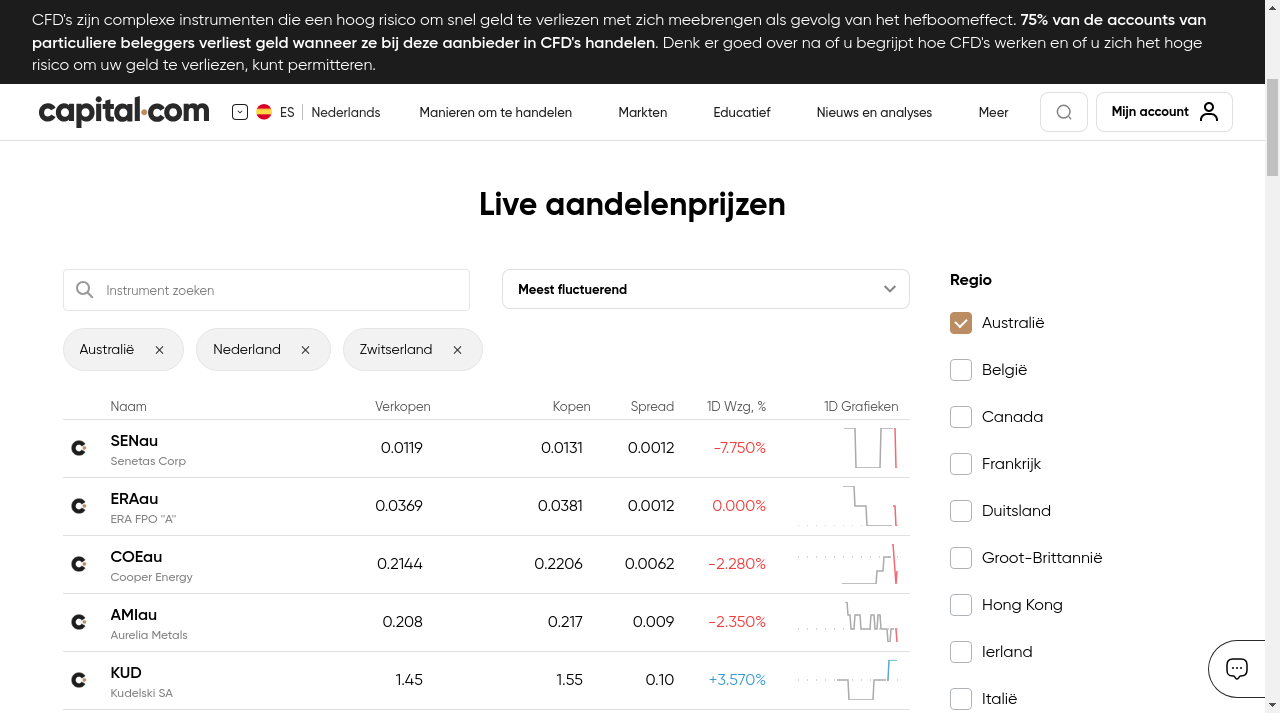 CFD's zijn complexe instrumenten die een hoog risico om snel geld te verliezen met zich meebrengen als gevolg van het hefboomeffect. 75% van de accounts van
particuliere beleggers verliest geld wanneer ze bij deze aanbieder in CFD's handelen. Denk er goed over na of u begrijpt hoe CFD's werken en of u zich het hoge
risico om uw geld te verliezen, kunt permitteren.
capital.com ES Nederlands Manieren om te handelen Markten Educatief Nieuws en analyses Meer Mijn account
Live aandelenprijzen
Instrument zoeken
Meest fluctuerend
Australië Nederland Zwitserland
Naam Verkopen Kopen Spread 1D Wzg, % 1D Grafieken
SENau 0.0119 0.0131 0.0012 -7.750%
Senetas Corp
ERAau 0.0369 0.0381 0.0012 0.000%
ERA FPO "A"
COEau 0.2144 0.2206 0.0062 -2.280%
Cooper Energy
AMIau 0.208 0.217 0.009 -2.350%
Aurelia Metals
KUD 1.45 1.55 0.10 +3.570%
Kudelski SA
Regio
Australië
België
Canada
Frankrijk
Duitsland
Groot-Brittannië
Hong Kong
Ierland
Italië